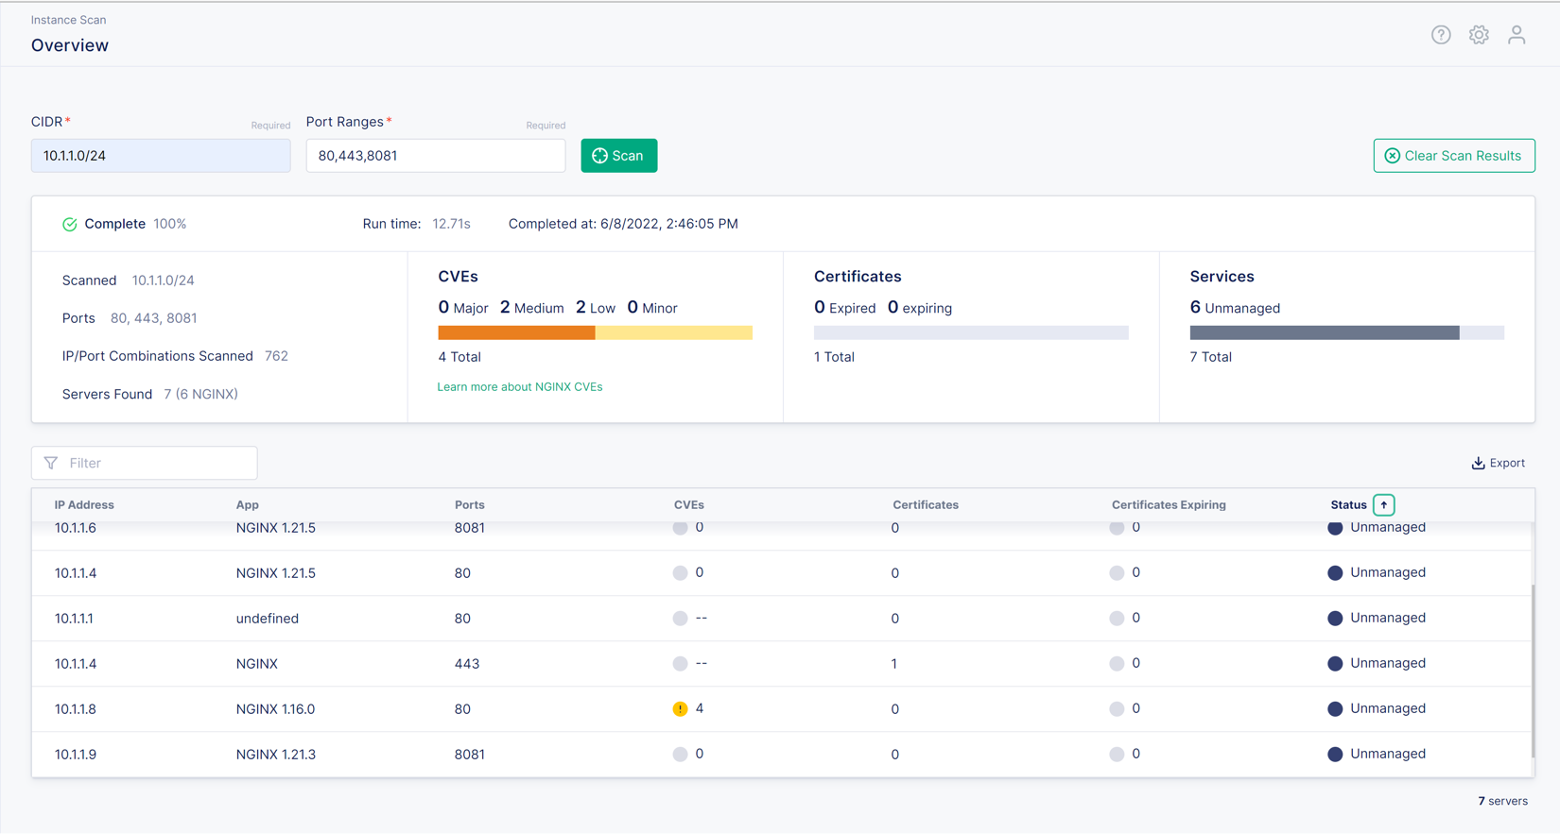 Instance Scan
Overview
CIDR* Required Port Ranges* Required
10.1.1.0/24 80,443,8081 Scan Clear Scan Results
Complete 100% Run time: 12.71s Completed at: 6/8/2022, 2:46:05 PM
Scanned 10.1.1.0/24
Ports 80, 443, 8081
IP/Port Combinations Scanned 762
Servers Found 7 (6 NGINX)
CVEs
0 Major 2 Medium 2 Low 0 Minor
4 Total
Learn more about NGINX CVEs
Certificates
0 Expired 0 expiring
1 Total
Services
6 Unmanaged
7 Total
Filter Export
IP Address App Ports CVEs Certificates Certificates Expiring Status
10.1.1.6 NGINX 1.21.5 8081 0 0 0 Unmanaged
10.1.1.4 NGINX 1.21.5 80 0 0 0 Unmanaged
10.1.1.1 undefined 80 -- 0 0 Unmanaged
10.1.1.4 NGINX 443 -- 1 0 Unmanaged
10.1.1.8 NGINX 1.16.0 80 4 0 0 Unmanaged
10.1.1.9 NGINX 1.21.3 8081 0 0 0 Unmanaged
7 servers